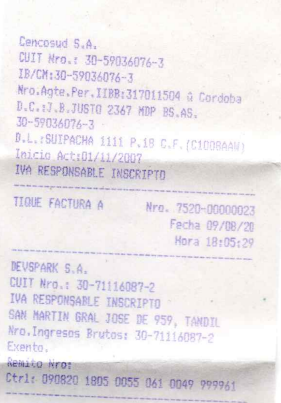 Cencosud S.A.
CUIT Nro.: 30-59036076-3
IB/CM:30-59036076-3
Nro.Agte.Per.IIBB:317011504 ù Cordoba
D.C.:J.B.JUSTO 2367 MDP BS.AS.
30-59036076-3
D.L.:SUIPACHA 1111 P.18 C.F.(C1008AAW)
Inicio Act:01/11/2007
IVA RESPONSABLE INSCRIPTO
TIQUE FACTURA A Nro. 7520-00000023
Fecha 09/08/20
Hora 18:05:29
DEVSPARK S.A.
CUIT Nro.: 30-71116087-2
IVA RESPONSABLE INSCRIPTO
SAN MARTIN GRAL JOSE DE 959, TANDIL
Nro.Ingresos Brutos: 30-71116087-2
Exento.
Remito Nro:
Ctrl: 090820 1805 0055 061 0049 999961